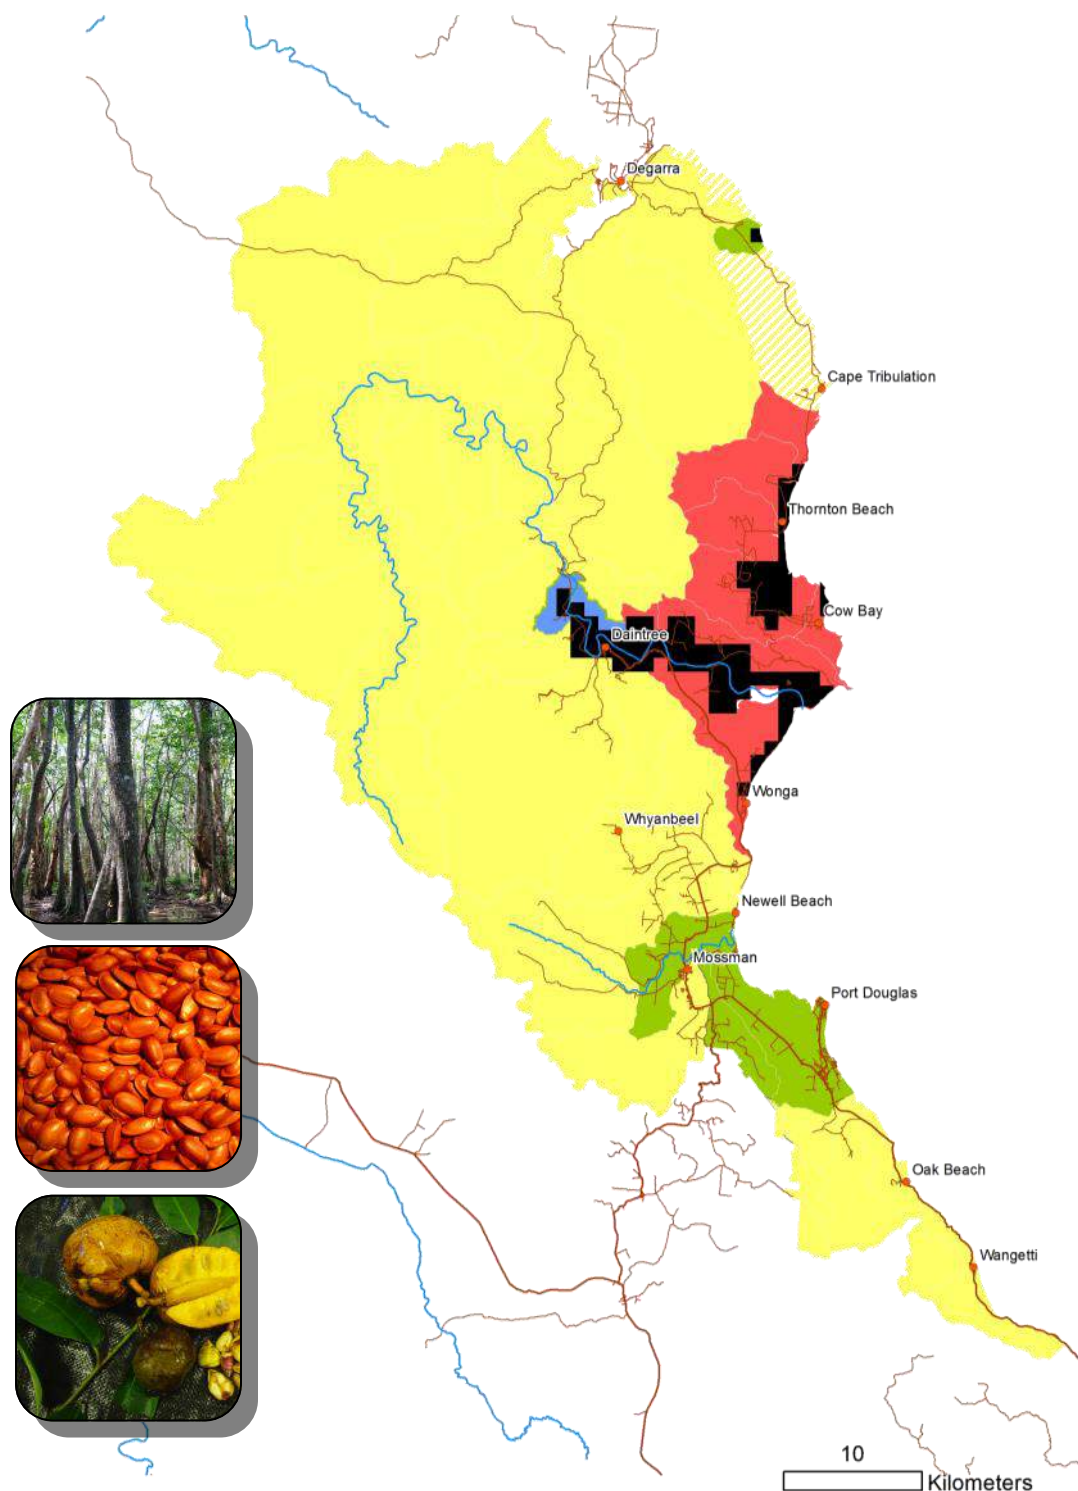 Degarra
Cape Tribulation
Thornton Beach
Cow Bay
Daintree
Wonga
Whyanbeel
Newell Beach
Mossman
Port Douglas
Oak Beach
Wangetti
10
Kilometers